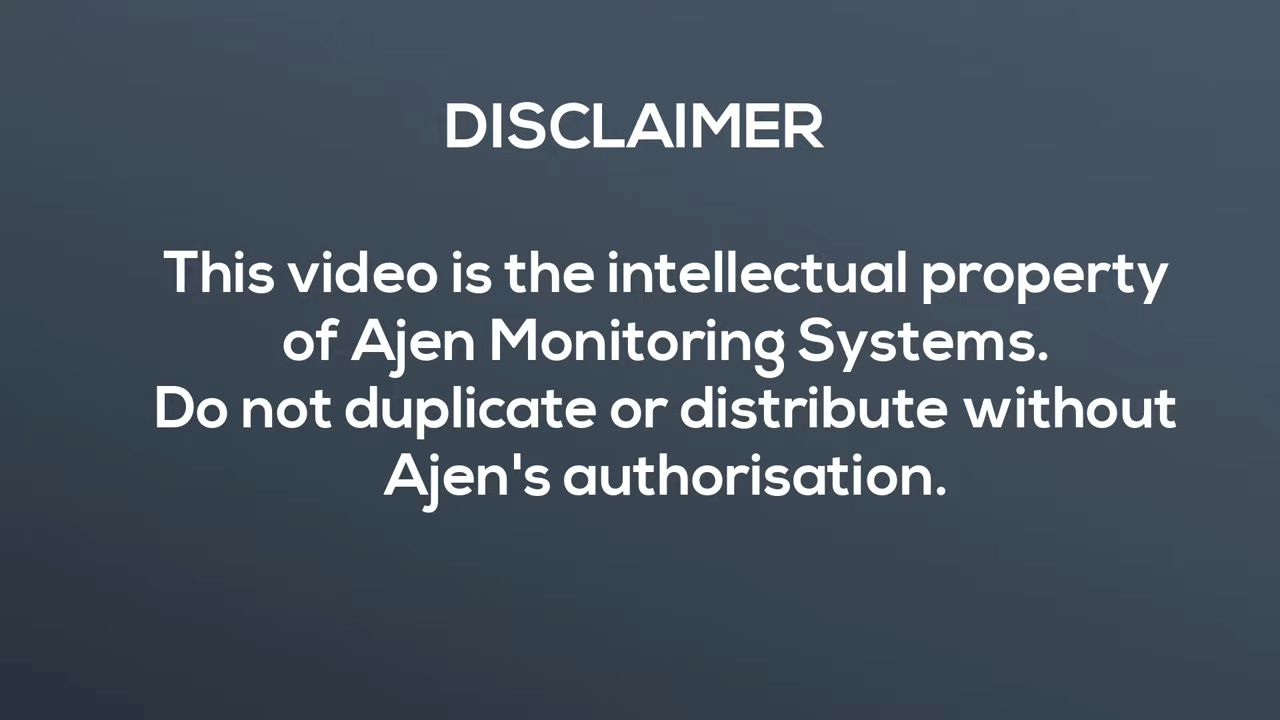 DISCLAIMER
This video is the intellectual property
of Ajen Monitoring Systems.
Do not duplicate or distribute without
Ajen's authorisation.